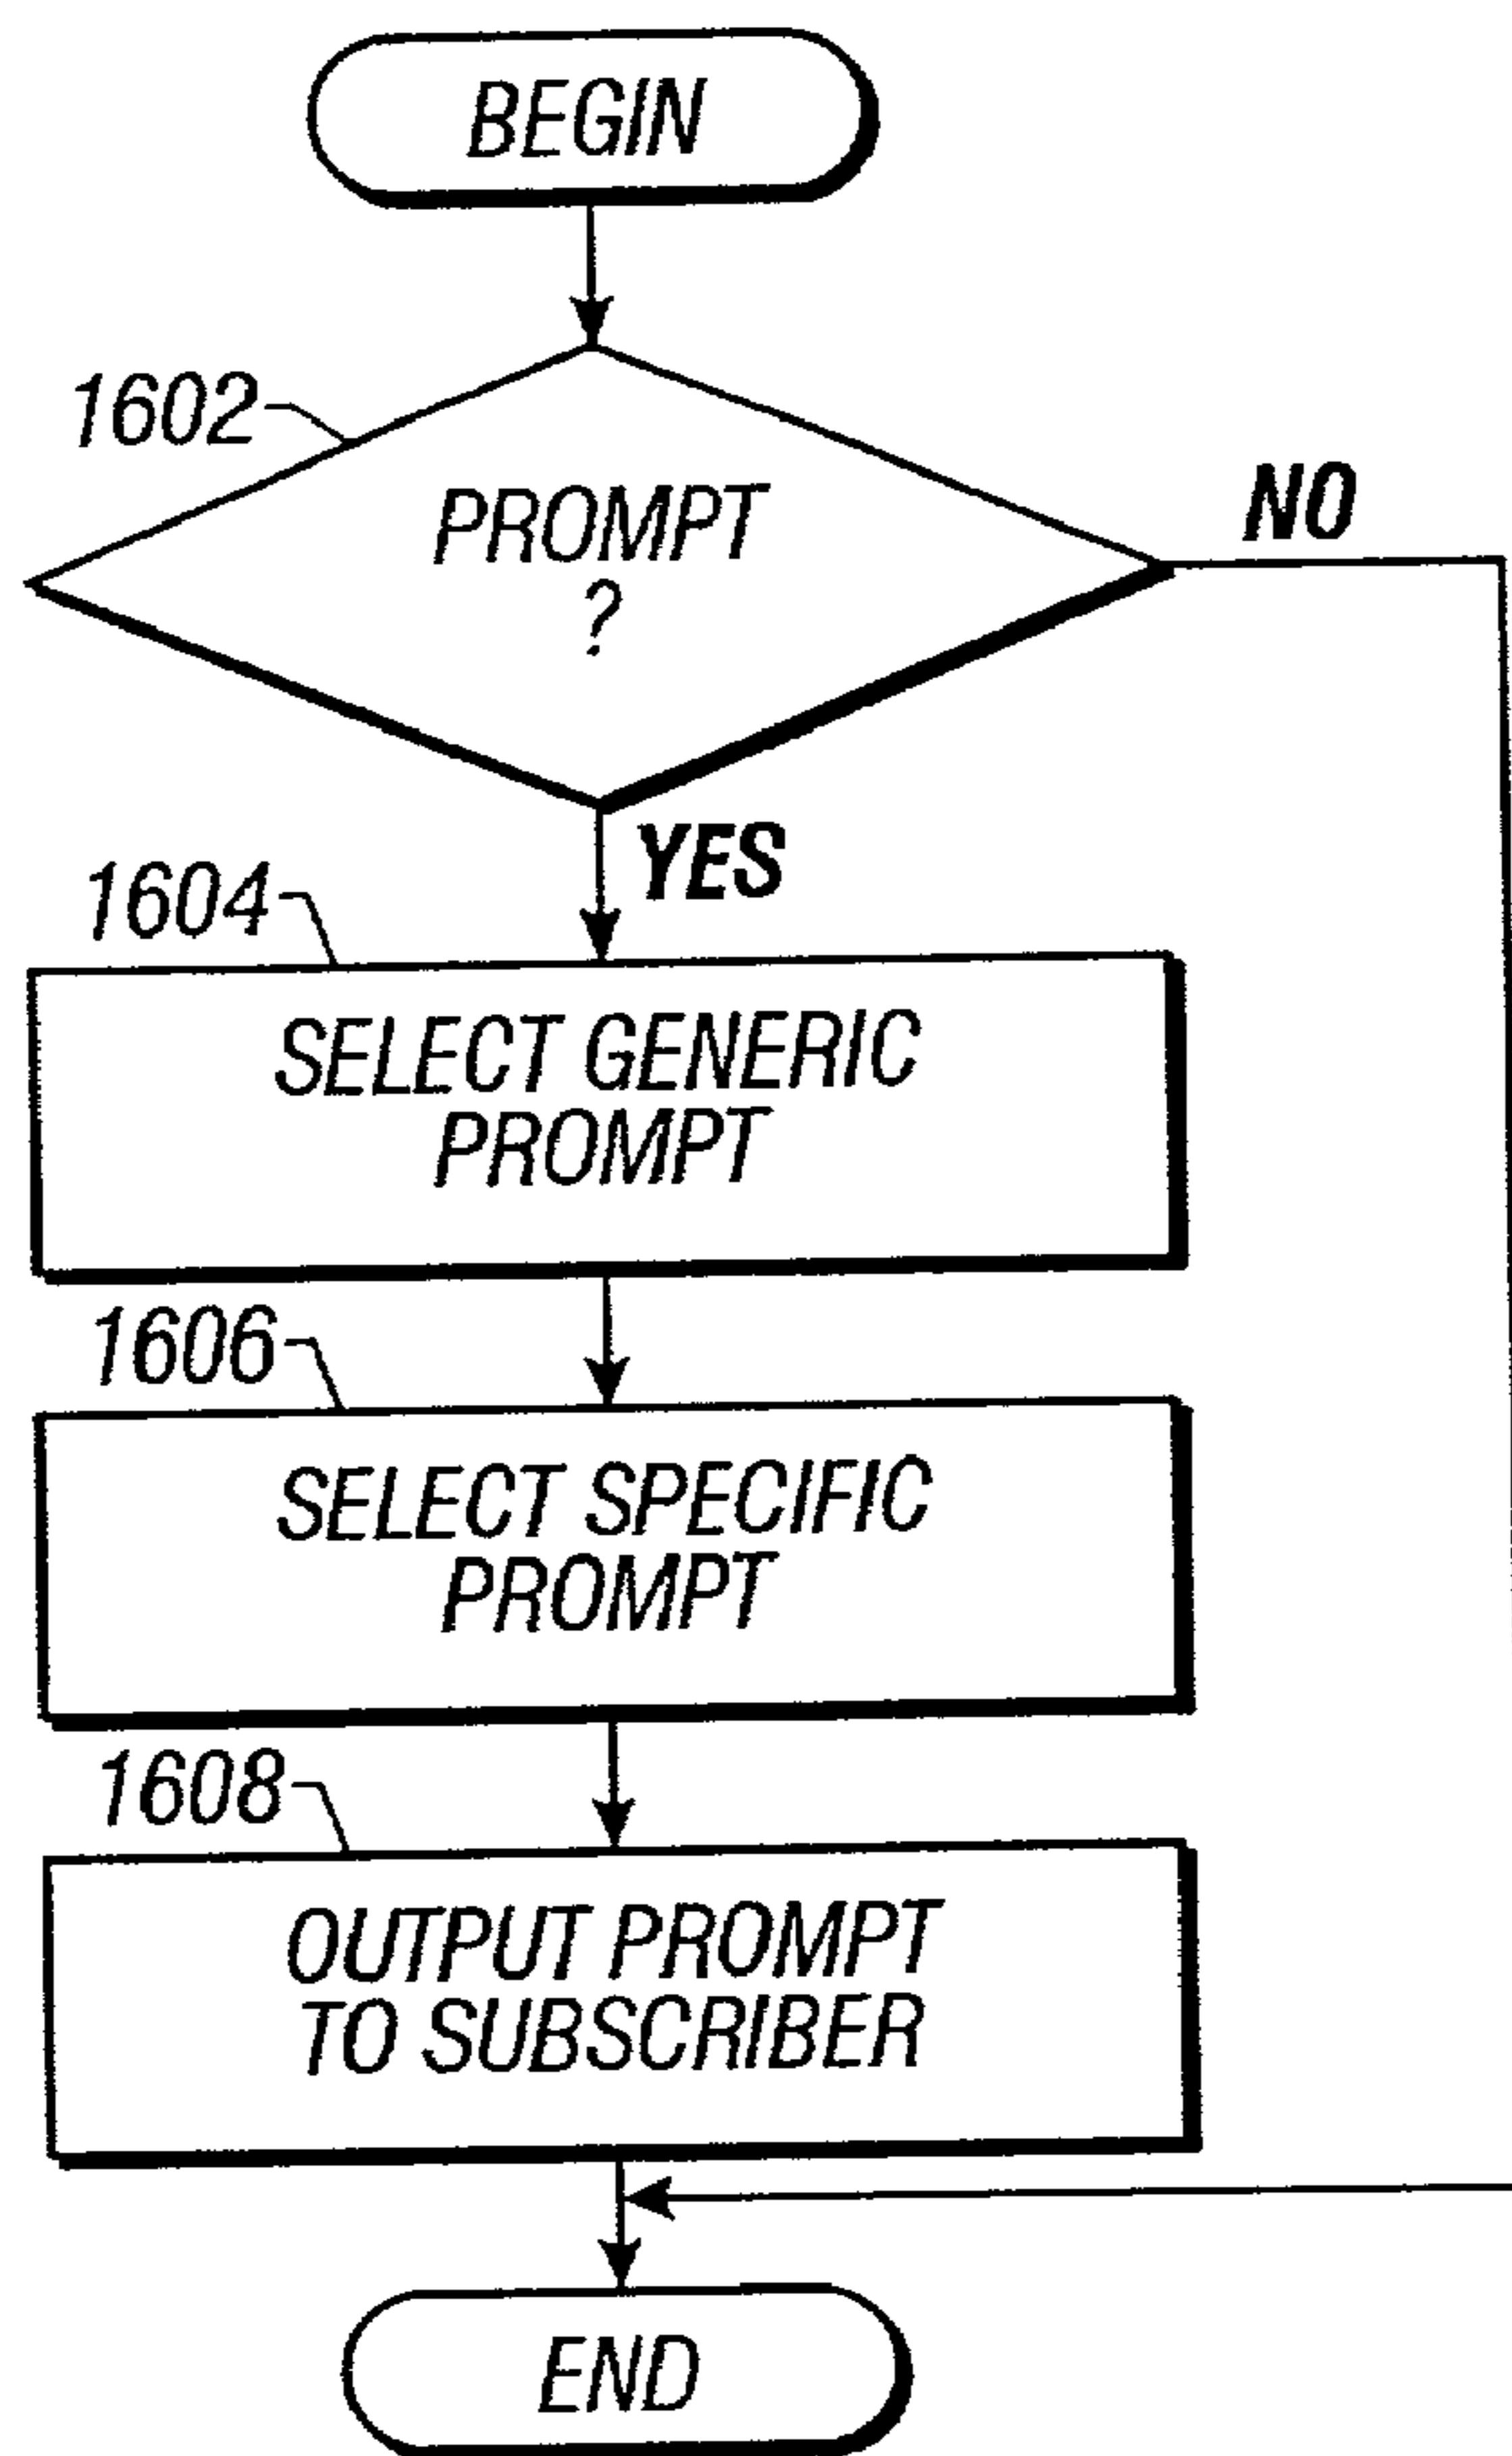 BEGIN
1602
PROMPT
?
NO
YES
1604
SELECT GENERIC
PROMPT
1606
SELECT SPECIFIC
PROMPT
1608
OUTPUT PROMPT
TO SUBSCRIBER
END